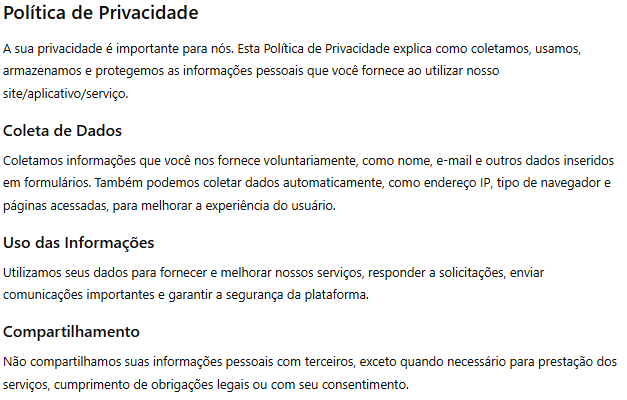 Política de Privacidade
A sua privacidade é importante para nós. Esta Política de Privacidade explica como coletamos, usamos,
armazenamos e protegemos as informações pessoais que você fornece ao utilizar nosso
site/aplicativo/serviço.
Coleta de Dados
Coletamos informações que você nos fornece voluntariamente, como nome, e-mail e outros dados inseridos
em formulários. Também podemos coletar dados automaticamente, como endereço IP, tipo de navegador e
páginas acessadas, para melhorar a experiência do usuário.
Uso das Informações
Utilizamos seus dados para fornecer e melhorar nossos serviços, responder a solicitações, enviar
comunicações importantes e garantir a segurança da plataforma.
Compartilhamento
Não compartilhamos suas informações pessoais com terceiros, exceto quando necessário para prestação dos
serviços, cumprimento de obrigações legais ou com seu consentimento.